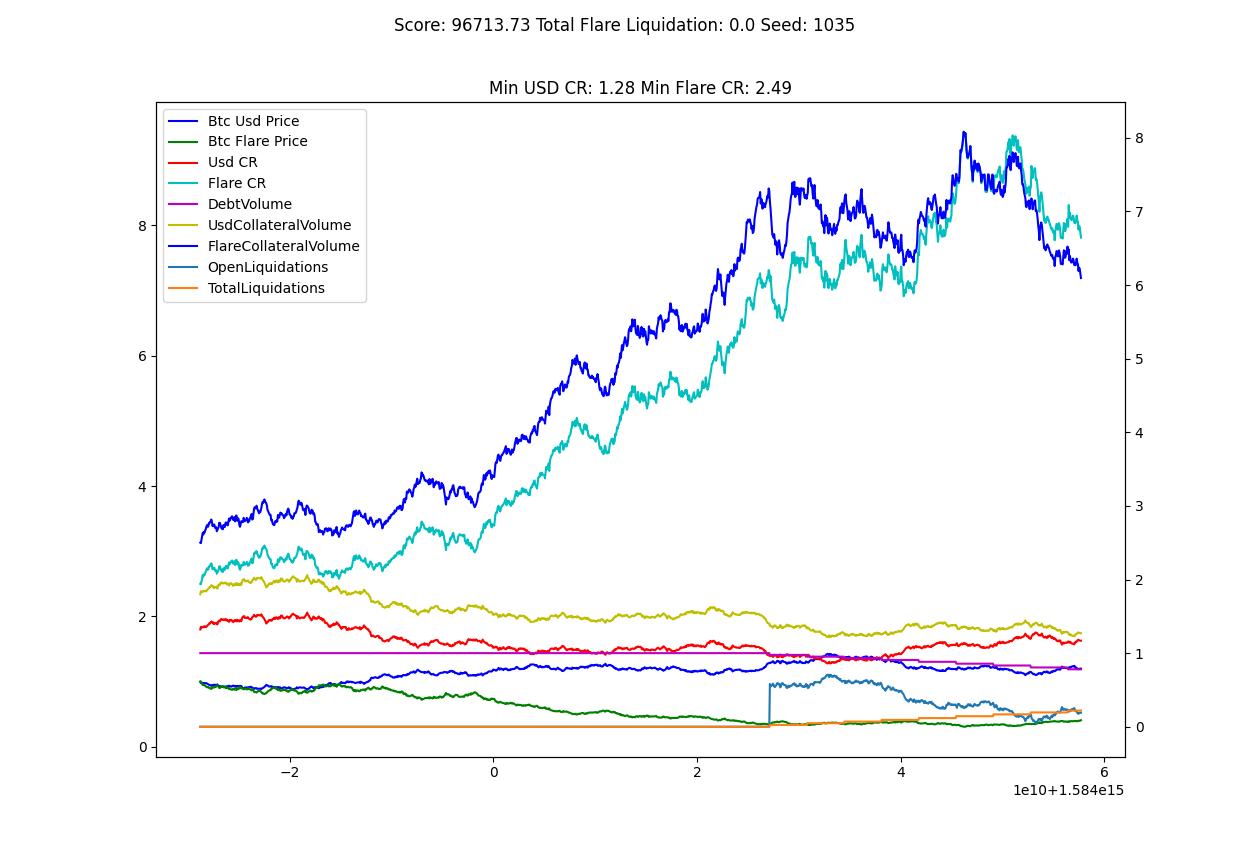 Score: 96713.73 Total Flare Liquidation: 0.0 Seed: 1035
Min USD CR: 1.28 Min Flare CR: 2.49
Btc Usd Price
Btc Flare Price
Usd CR
Flare CR
DebtVolume
UsdCollateralVolume
FlareCollateralVolume
OpenLiquidations
TotalLiquidations
8
6
4
2
0
8
7
6
5
4
3
2
1
0
−2 0 2 4 6
1e10+1.584e15